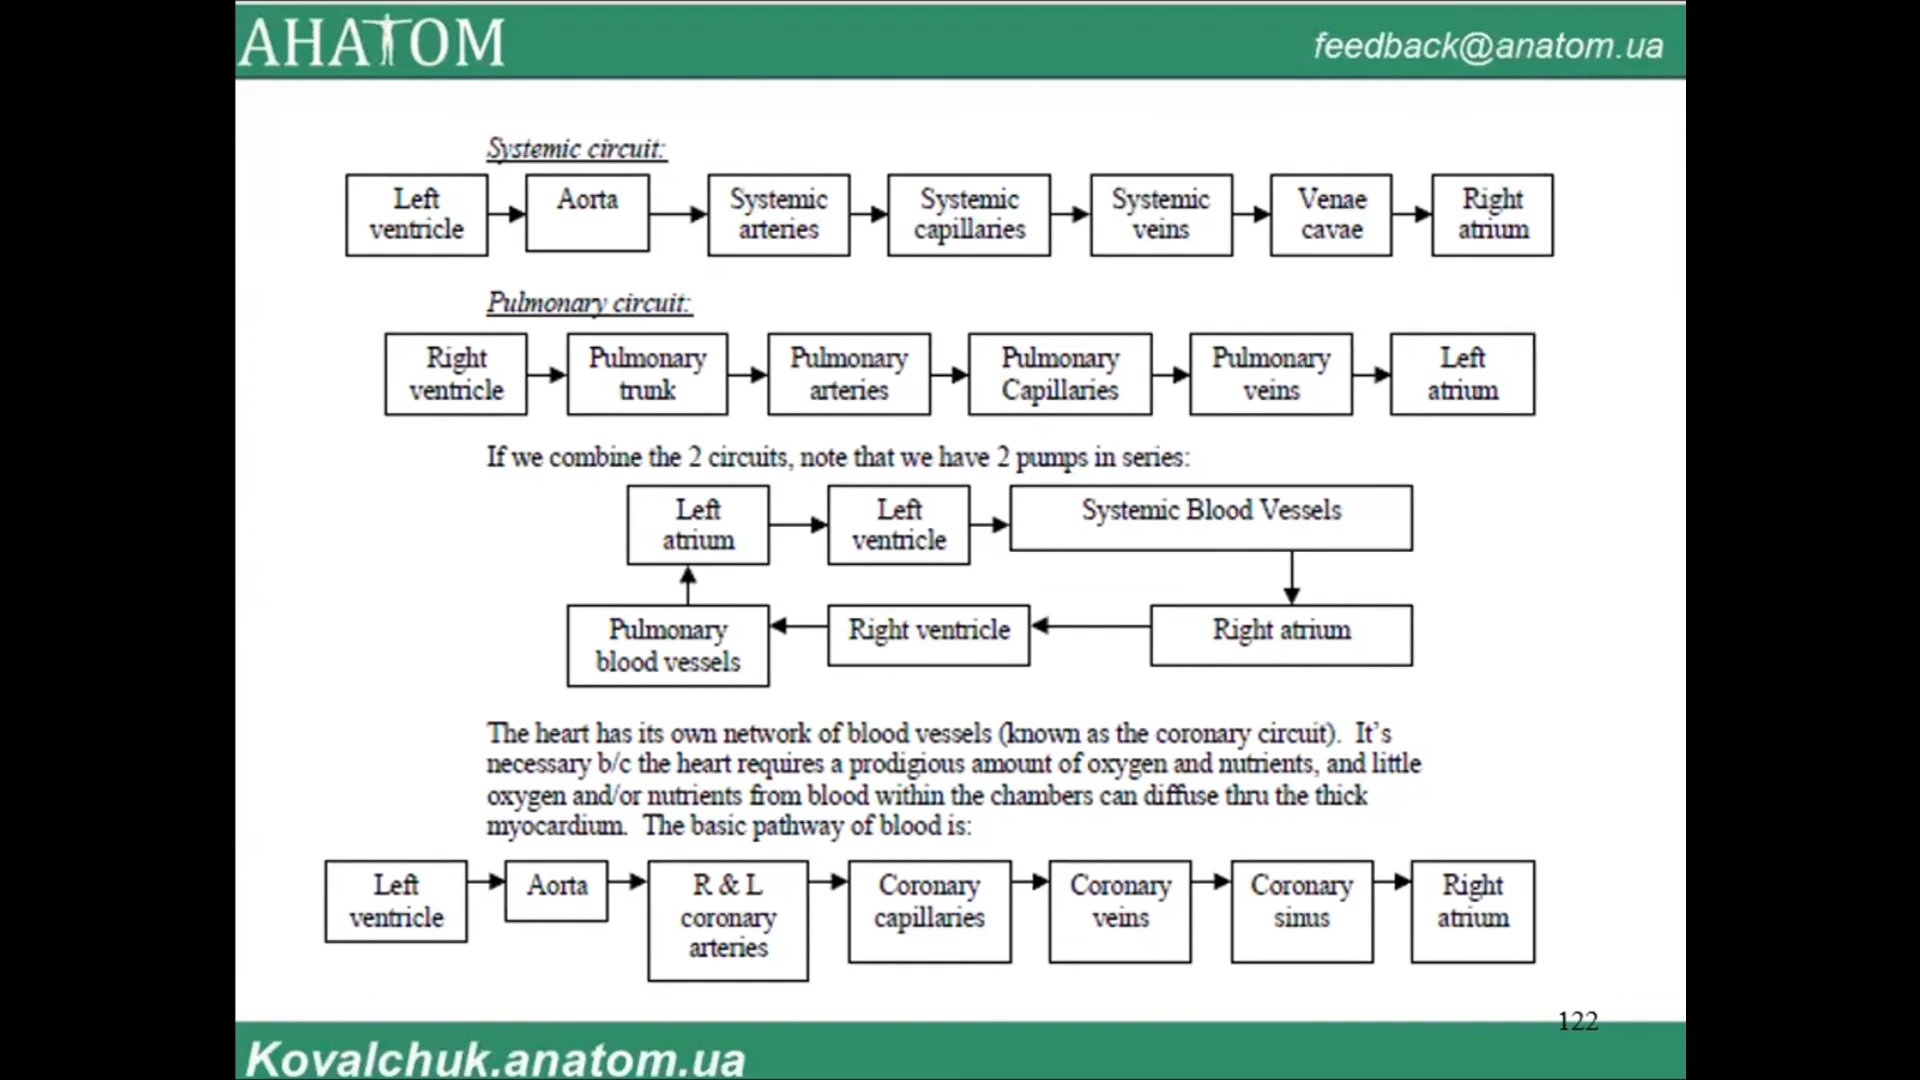 АНАТОМ
feedback@anatom.ua
Systemic circuit:
Left
ventricle
Aorta
Systemic
arteries
Systemic
capillaries
Systemic
veins
Venae
cavae
Right
atrium
Pulmonary circuit:
Right
ventricle
Pulmonary
trunk
Pulmonary
arteries
Pulmonary
Capillaries
Pulmonary
veins
Left
atrium
If we combine the 2 circuits, note that we have 2 pumps in series:
Left
atrium
Left
ventricle
Systemic Blood Vessels
Pulmonary
blood vessels
Right ventricle
Right atrium
The heart has its own network of blood vessels (known as the coronary circuit). It's
necessary b/c the heart requires a prodigious amount of oxygen and nutrients, and little
oxygen and/or nutrients from blood within the chambers can diffuse thru the thick
myocardium. The basic pathway of blood is:
Left
ventricle
Aorta
R & L
coronary
arteries
Coronary
capillaries
Coronary
veins
Coronary
sinus
Right
atrium
122
Kovalchuk.anatom.ua